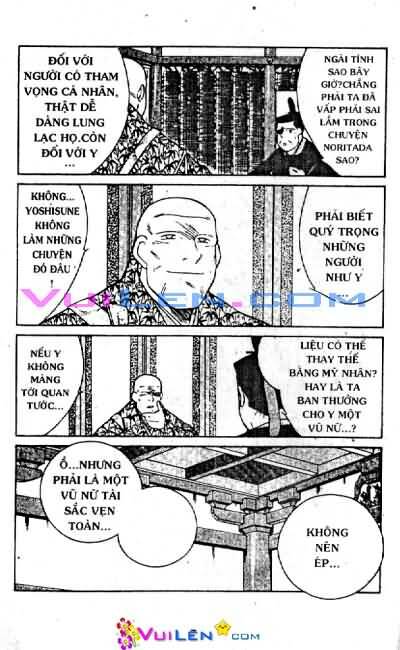 ĐỐI VỚI
NGƯỜI CÓ THAM
VỌNG CÁ NHÂN,
THẬT DỄ
DÀNG LUNG
LẠC HỌ.CÒN
ĐỐI VỚI Y
...
NGÀI TÍNH
SAO BÂY
GIỜ?CHẲNG
PHẢI TA ĐÃ
VẤP PHẢI SAI
LẦM TRONG
CHUYỆN
NORITADA
SAO?
KHÔNG...
YOSHISUNE
KHÔNG
LÀM NHỮNG
CHUYỆN
ĐÓ ĐÂU
!
PHẢI BIẾT
QUÝ TRỌNG
NHỮNG
NGƯỜI
NHƯ Y
VUILEN.COM
NẾU Y
KHÔNG
MÀNG
TỚI QUAN
TƯỚC...
LIỆU CÓ THỂ
THAY THẾ
BẰNG MỸ NHÂN?
HAY LÀ TA
BAN THƯỞNG
CHO Y MỘT
VŨ NỮ...?
Ồ...NHƯNG
PHẢI LÀ MỘT
VŨ NỮ TÀI
SẮC VẸN
TOÀN...
KHÔNG
NÊN
ÉP...
VUILÊN.COM